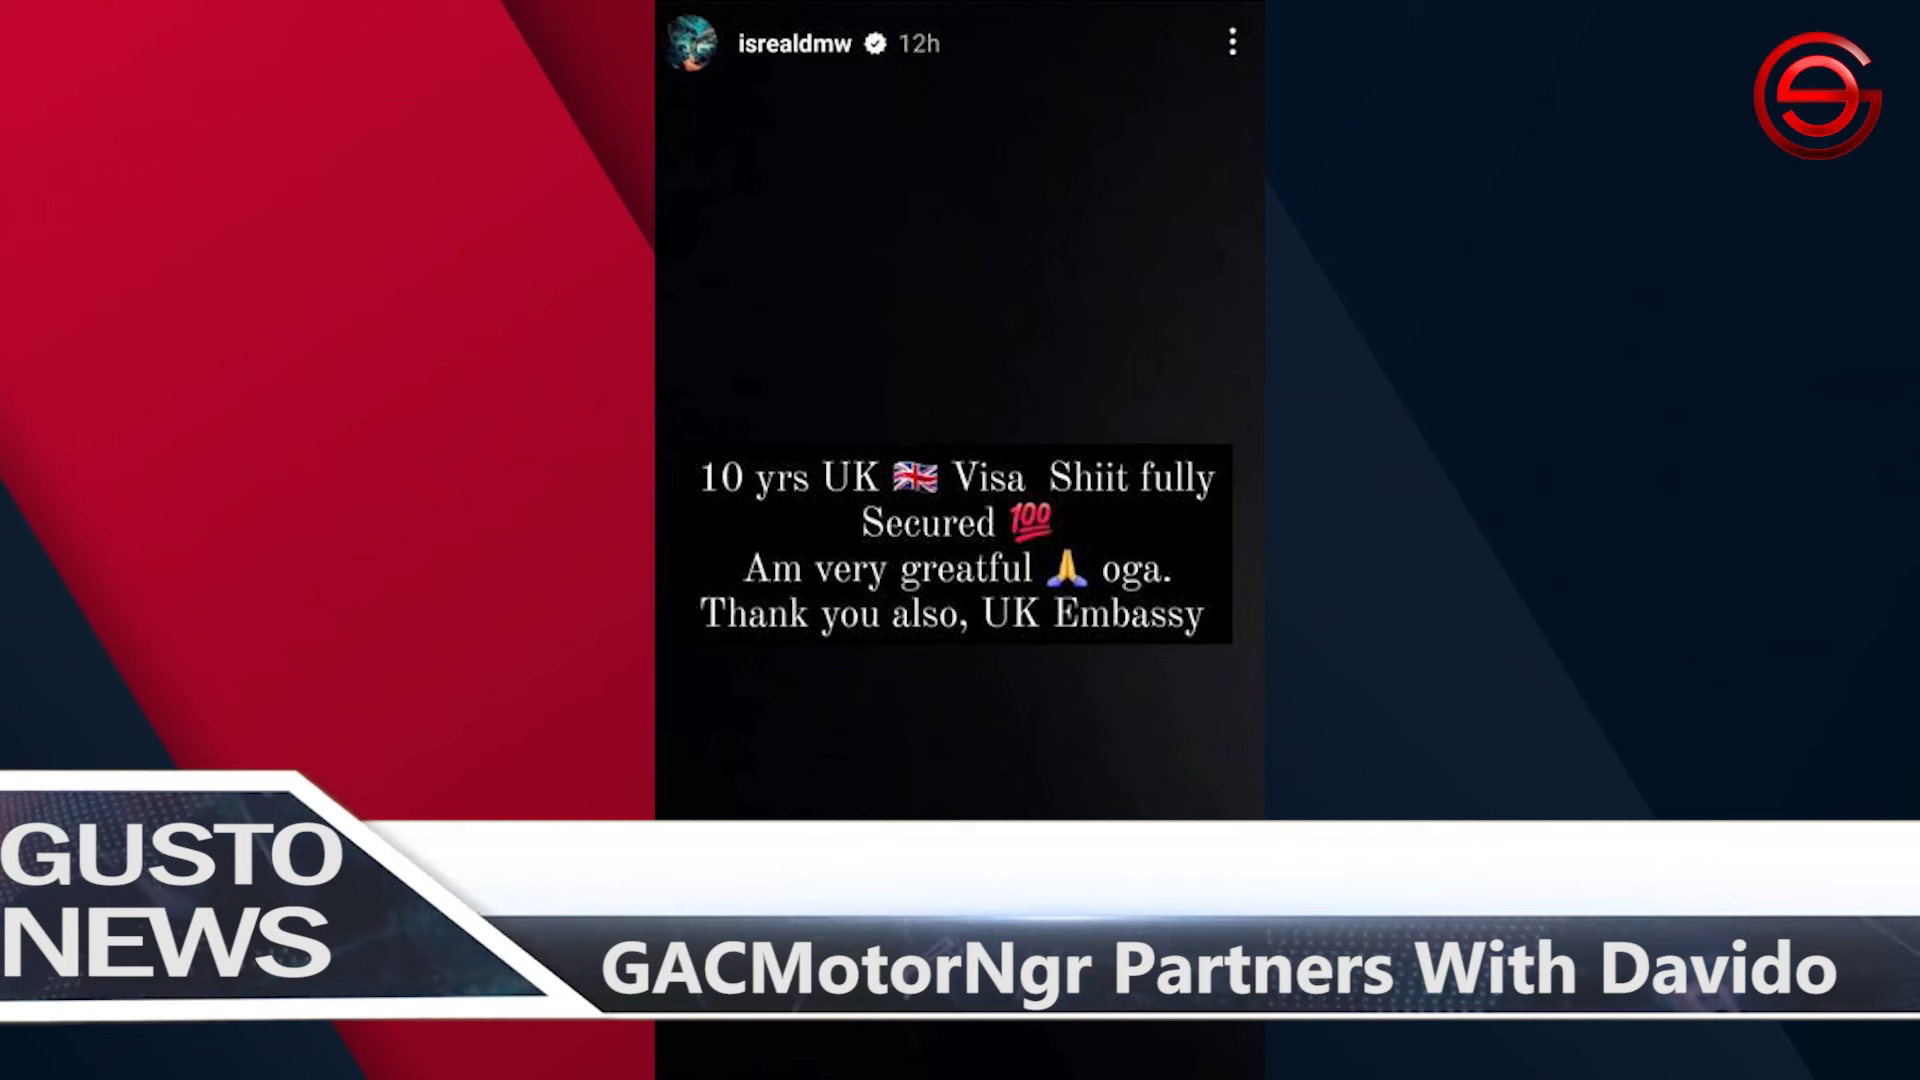 isrealdmw 12h
10 yrs UK 🇬🇧 Visa Shiit fully
Secured 💯
Am very greatful 🙏 oga.
Thank you also, UK Embassy
GUSTO
NEWS
GACMotorNgr Partners With Davido